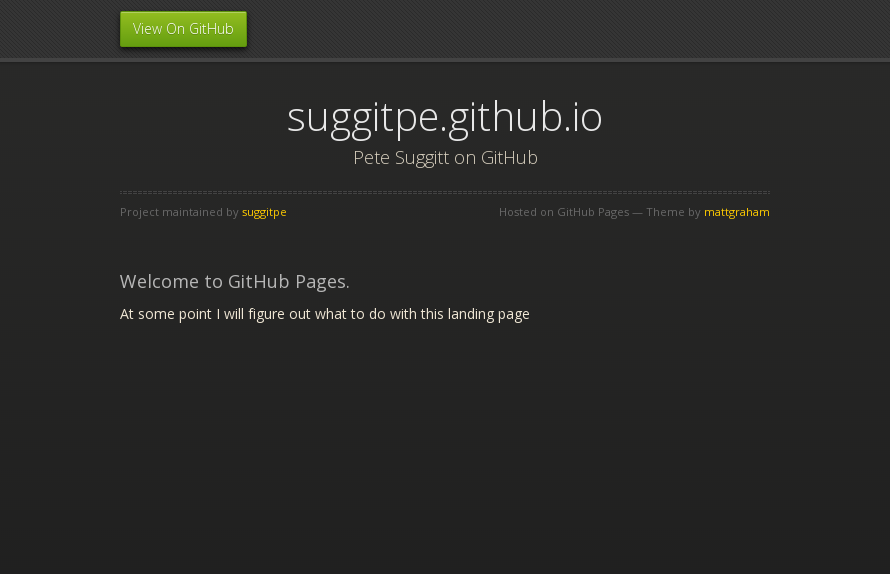 View On GitHub
suggitpe.github.io
Pete Suggitt on GitHub
Project maintained by suggitpe
Hosted on GitHub Pages — Theme by mattgraham
Welcome to GitHub Pages.
At some point I will figure out what to do with this landing page